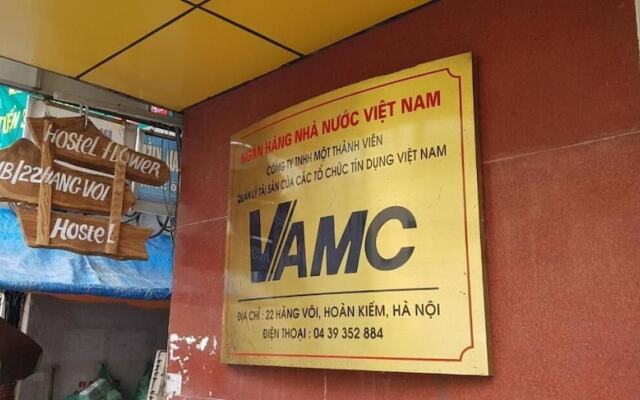 HOSTEL FLOWER
1B/22 HANG VOI
HOSTEL
NGÂN HÀNG NHÀ NƯỚC VIỆT NAM
CÔNG TY TNHH MỘT THÀNH VIÊN
QUẢN LÝ TÀI SẢN CỦA CÁC TỔ CHỨC TÍN DỤNG VIỆT NAM
VAMC
ĐỊA CHỈ : 22 HÀNG VÔI, HOÀN KIẾM, HÀ NỘI
ĐIỆN THOẠI : 04 39 352 884